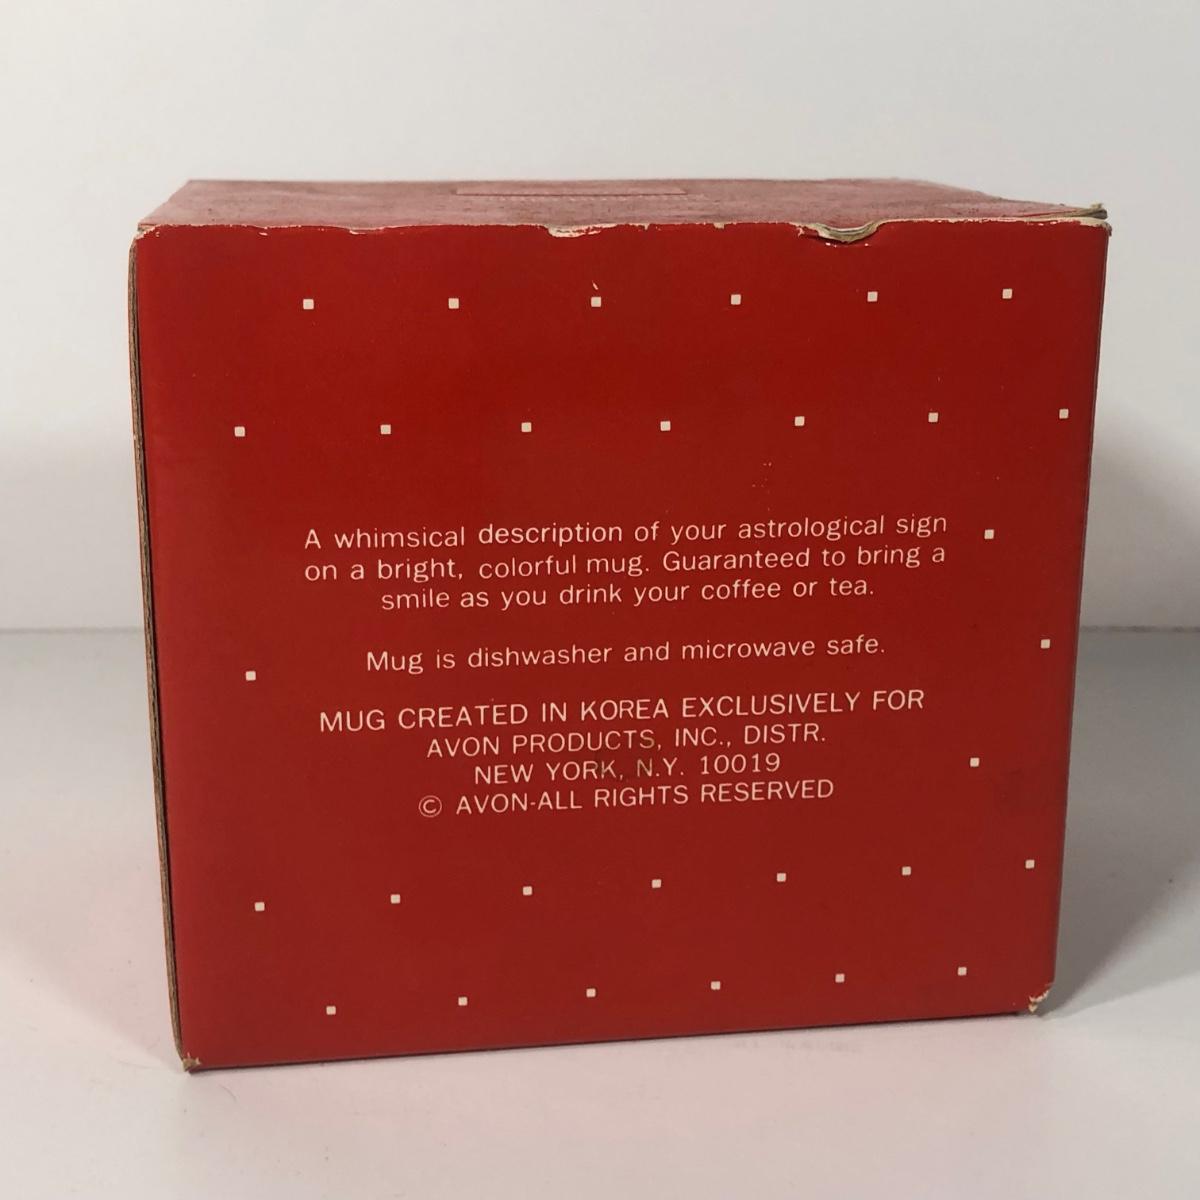 A whimsical description of your astrological sign
on a bright, colorful mug. Guaranteed to bring a
smile as you drink your coffee or tea.
Mug is dishwasher and microwave safe.
MUG CREATED IN KOREA EXCLUSIVELY FOR
AVON PRODUCTS, INC., DISTR.
NEW YORK, N.Y. 10019
© AVON-ALL RIGHTS RESERVED